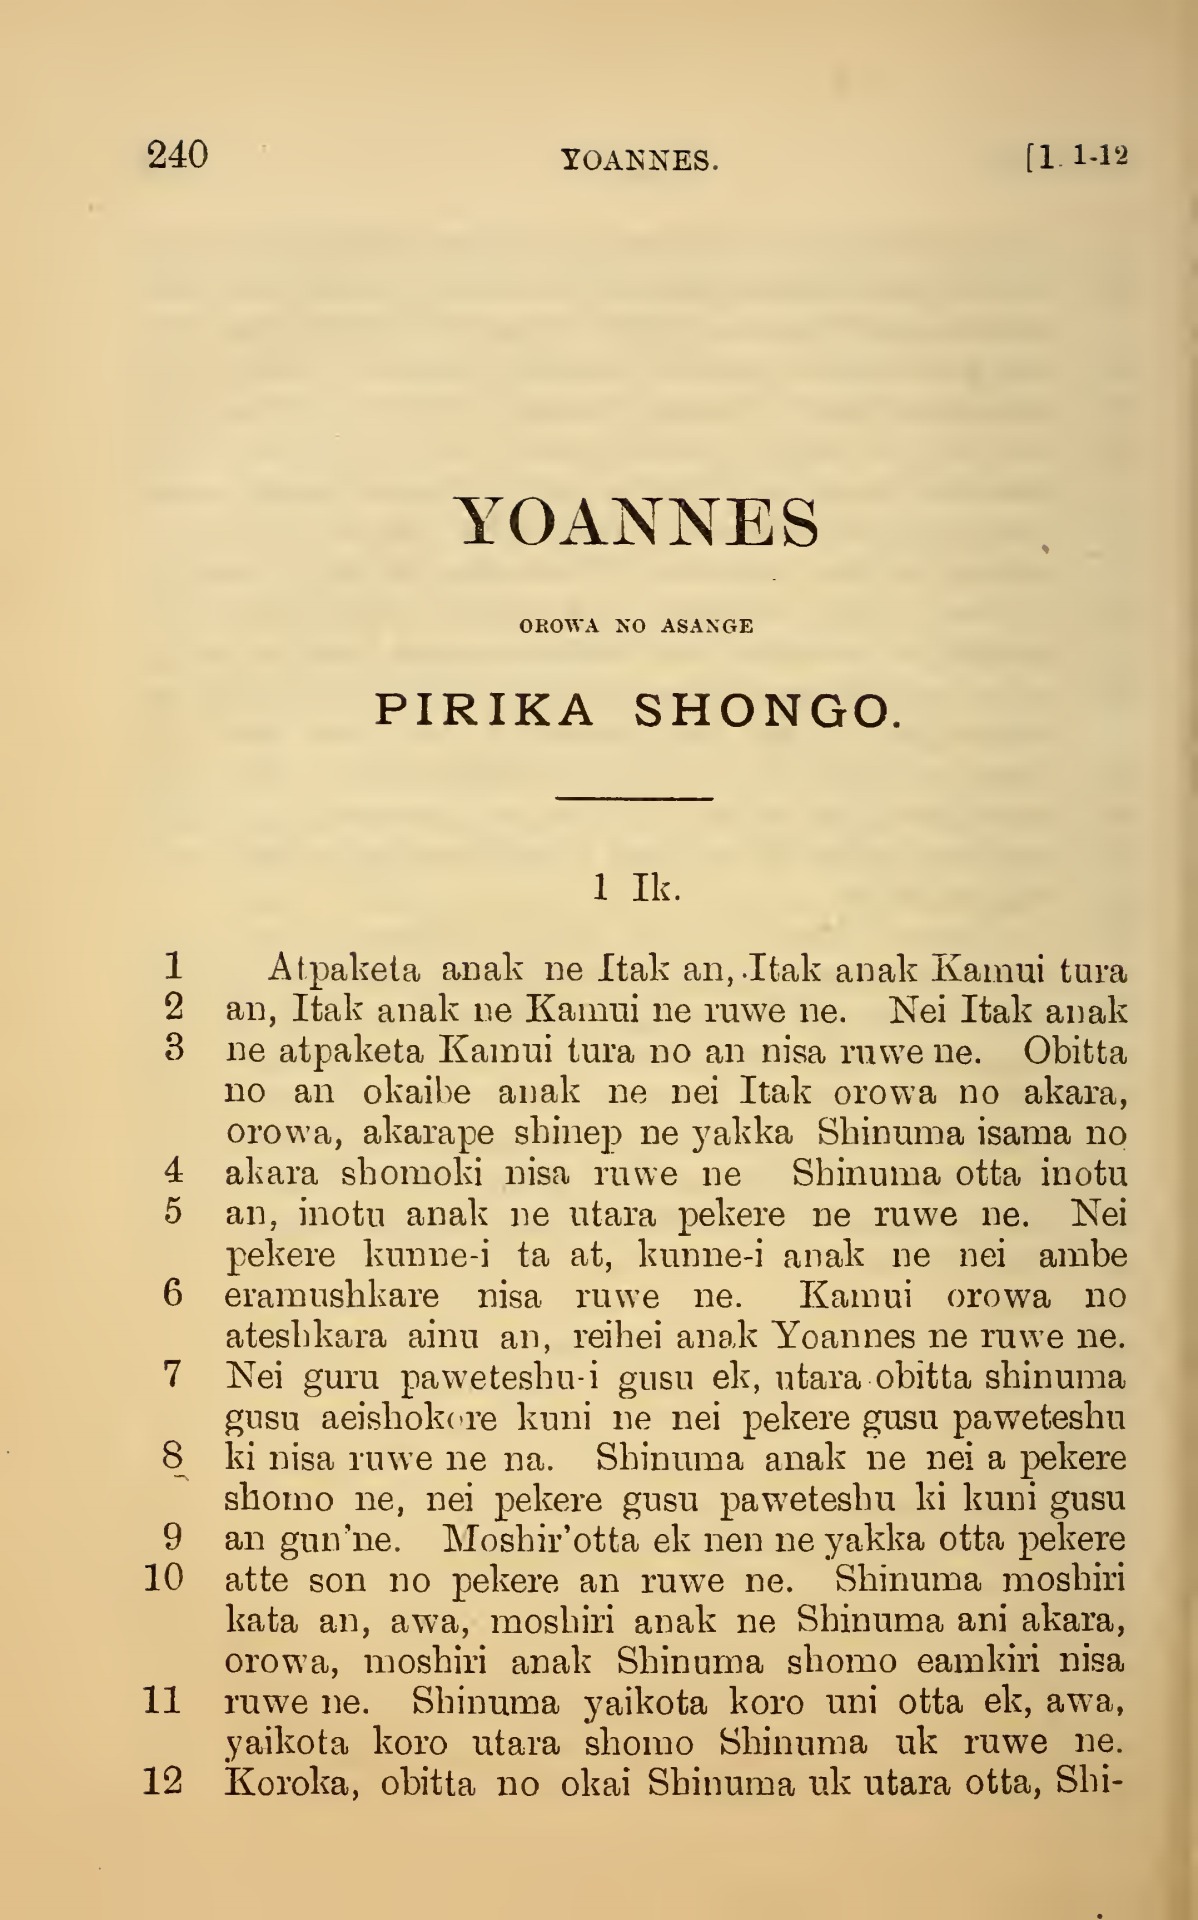 240 YOANNES. [1. 1-12
YOANNES
OROWA NO ASANGE
PIRIKA SHONGO.
1 Ik.
1 Atpaketa anak ne Itak an, Itak anak Kamui tura
2 an, Itak anak ne Kamui ne ruwe ne. Nei Itak anak
3 ne atpaketa Kamui tura no an nisa ruwe ne. Obitta
no an okaibe anak ne nei Itak orowa no akara,
orowa, akarape shinep ne yakka Shinuma isama no
4 akara shomoki nisa ruwe ne Shinuma otta inotu
5 an, inotu anak ne utara pekere ne ruwe ne. Nei
pekere kunne-i ta at, kunne-i anak ne nei ambe
6 eramushkare nisa ruwe ne. Kamui orowa no
ateshkara ainu an, reihei anak Yoannes ne ruwe ne.
7 Nei guru paweteshu-i gusu ek, utara obitta shinuma
gusu aeishokore kuni ne nei pekere gusu paweteshu
8 ki nisa ruwe ne na. Shinuma anak ne nei a pekere
shomo ne, nei pekere gusu paweteshu ki kuni gusu
9 an gun'ne. Moshir'otta ek nen ne yakka otta pekere
10 atte son no pekere an ruwe ne. Shinuma moshiri
kata an, awa, moshiri anak ne Shinuma ani akara,
orowa, moshiri anak Shinuma shomo eamkiri nisa
11 ruwe ne. Shinuma yaikota koro uni otta ek, awa,
yaikota koro utara shomo Shinuma uk ruwe ne.
12 Koroka, obitta no okai Shinuma uk utara otta, Shi-